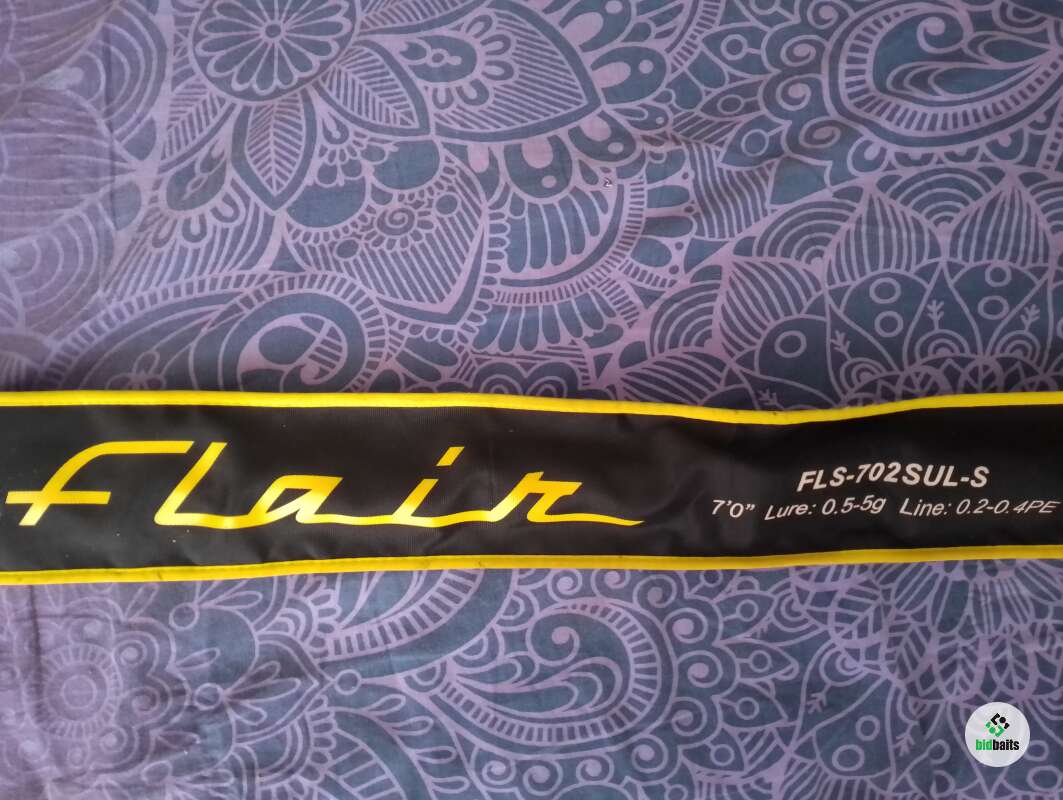 Flair
FLS-702SUL-S
7'0" Lure: 0.5-5g Line: 0.2-0.4PE
bidbaits